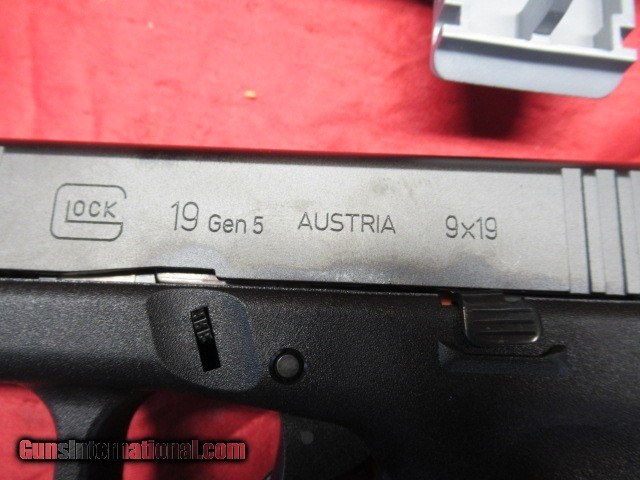 GLOCK 19 Gen 5 AUSTRIA 9x19
GunsInternational.com